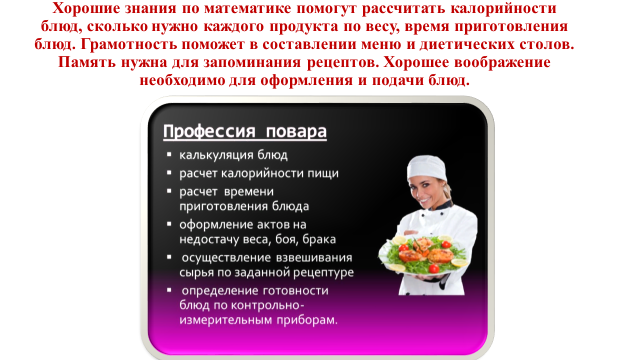 Хорошие знания по математике помогут рассчитать калорийности
блюд, сколько нужно каждого продукта по весу, время приготовления
блюд. Грамотность поможет в составлении меню и диетических столов.
Память нужна для запоминания рецептов. Хорошее воображение
необходимо для оформления и подачи блюд.
Профессия повара
▪ калькуляция блюд
▪ расчет калорийности пищи
▪ расчет времени
приготовления блюда
▪ оформление актов на
недостачу веса, боя, брака
▪ осуществление взвешивания
сырья по заданной рецептуре
▪ определение готовности
блюд по контрольно-
измерительным приборам.